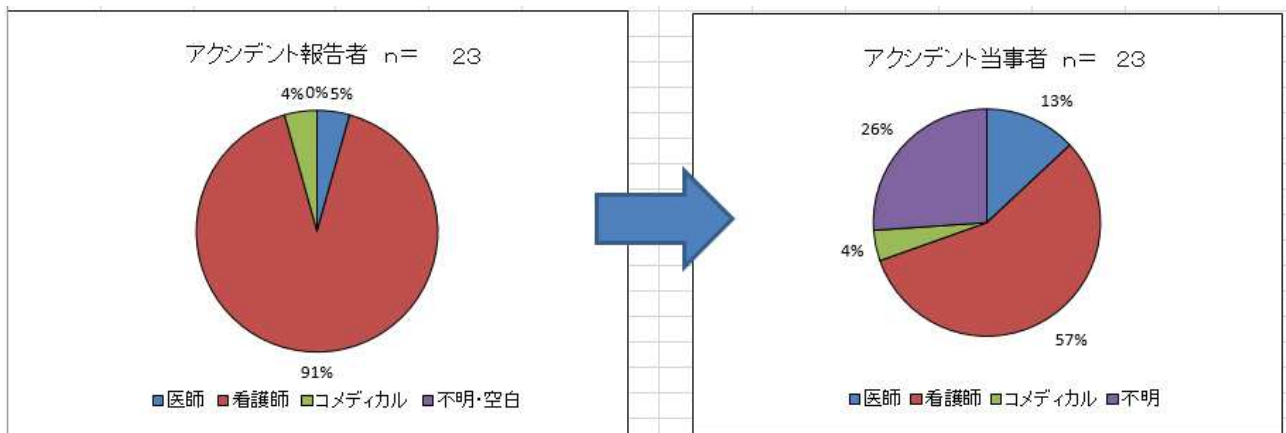 アクシデント報告者 n= 23
4% 0% 5%
91%
医師 看護師 コメディカル 不明・空白
アクシデント当事者 n= 23
13%
26%
4%
57%
医師 看護師 コメディカル 不明